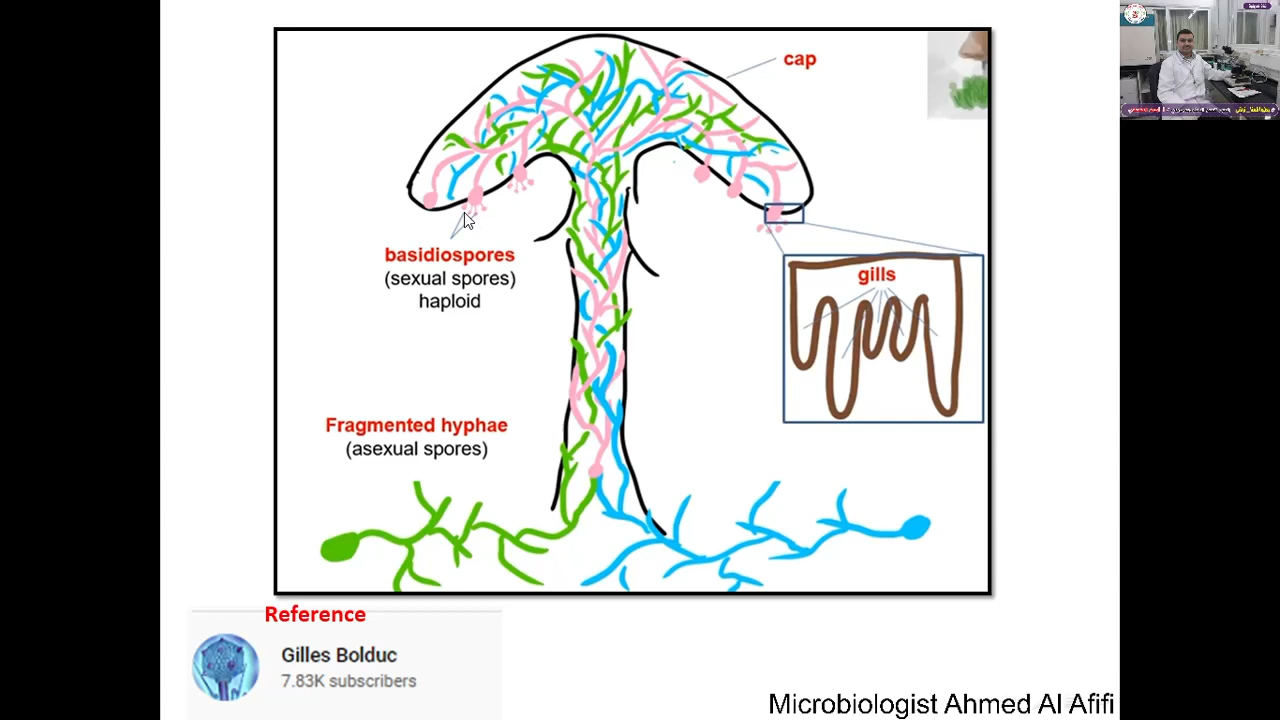 cap
basidiospores
(sexual spores)
haploid
gills
Fragmented hyphae
(asexual spores)
Reference
Gilles Bolduc
7.83K subscribers
Microbiologist Ahmed Al Afifi